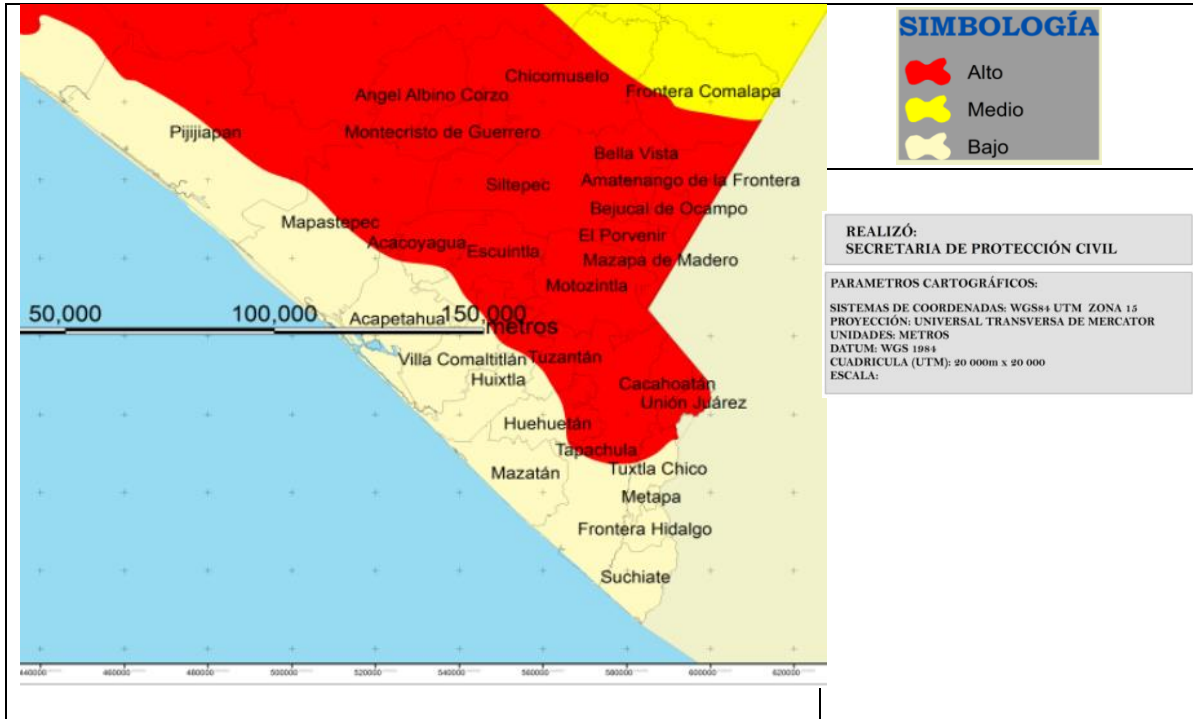 SIMBOLOGÍA
Alto
Medio
Bajo
Chicomuselo
Frontera Comalapa
Angel Albino Corzo
Pijijiapan
Montecristo de Guerrero
Bella Vista
Siltepec
Amatenango de la Frontera
Bejucal de Ocampo
Mapastepec
El Porvenir
Acacoyagua
Escuintla
Mazapa de Madero
Motozintla
50,000 100,000 150,000
Acapetahua
metros
Villa Comaltitlán
Tuzantán
Huixtla
Cacahoatán
Unión Juárez
Huehuetán
Tapachula
Mazatán
Tuxtla Chico
Metapa
Frontera Hidalgo
Suchiate
440000 460000 480000 500000 520000 540000 560000 580000 600000 620000
REALIZÓ:
SECRETARIA DE PROTECCIÓN CIVIL
PARAMETROS CARTOGRÁFICOS:
SISTEMAS DE COORDENADAS: WGS84 UTM ZONA 15
PROYECCIÓN: UNIVERSAL TRANSVERSA DE MERCATOR
UNIDADES: METROS
DATUM: WGS 1984
CUADRICULA (UTM): 20 000m x 20 000
ESCALA: